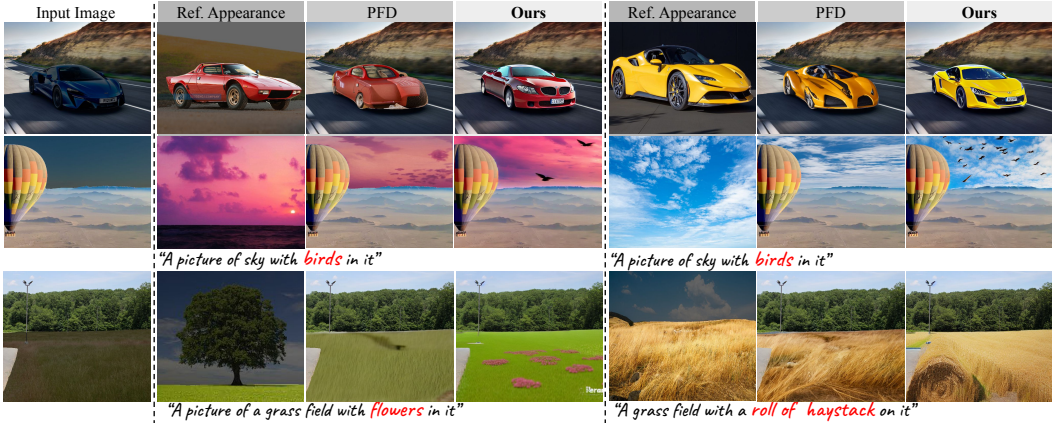 Input Image Ref. Appearance PFD Ours Ref. Appearance PFD Ours
“A picture of sky with birds in it” “A picture of sky with birds in it”
“A picture of a grass field with flowers in it” “A grass field with a roll of haystack on it”